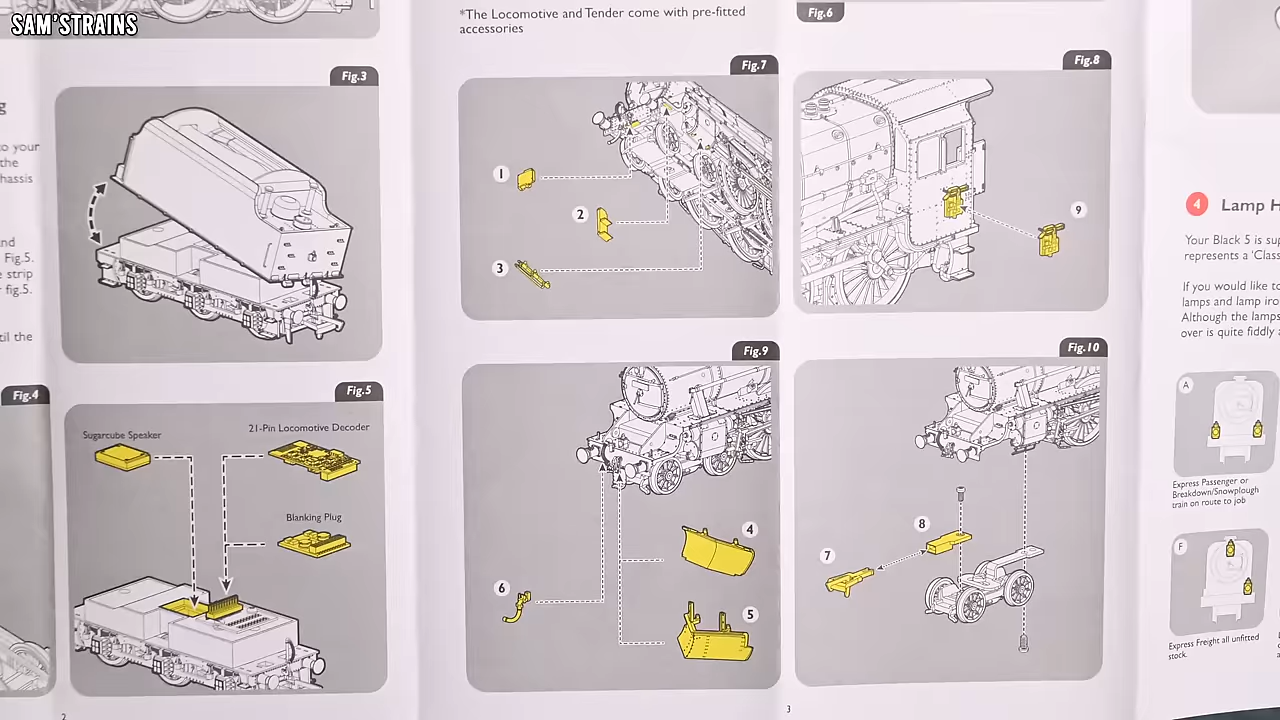 SAM'STRAINS
Fig.3
to your
the
chassis
and
Fig.5.
strip
fig.5.
til the
Fig.4
Fig.5
Sugarcube Speaker
21-Pin Locomotive Decoder
Blanking Plug
2
*The Locomotive and Tender come with pre-fitted
accessories
Fig.6
Fig.7
1
2
3
Fig.8
9
Fig.9
4
5
6
Fig.10
7
8
3
4 Lamp H
Your Black 5 is sup
represents a 'Class
If you would like to
lamps and lamp iro
Although the lamps
over is quite fiddly a
A
Express Passenger or
Breakdown/Snowplough
train on route to job
F
Express Freight all unfitted
stock.